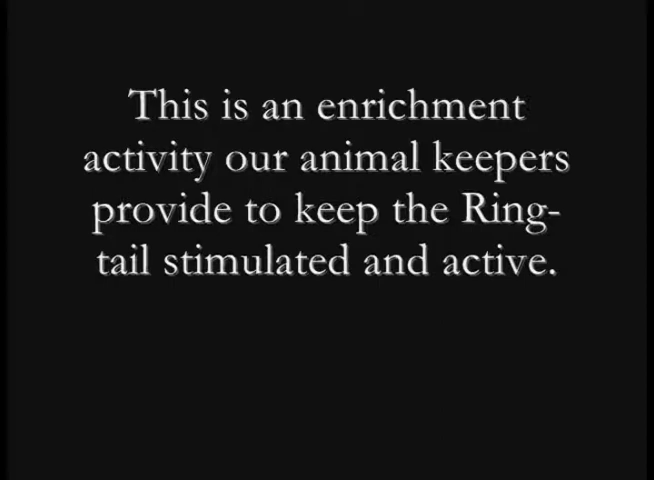 This is an enrichment
activity our animal keepers
provide to keep the Ring-
tail stimulated and active.